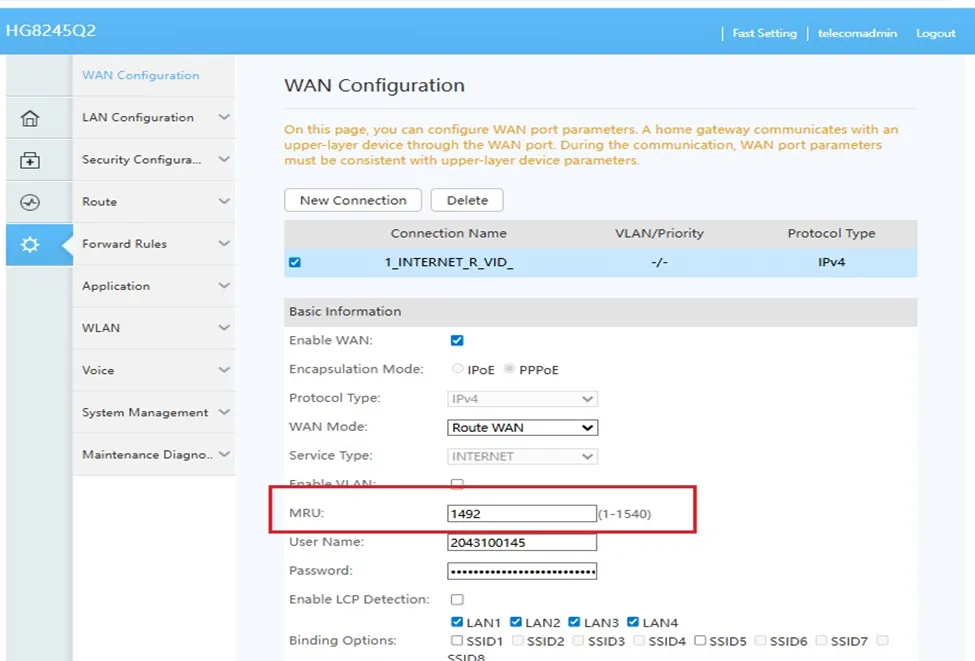 HG8245Q2
| Fast Setting | telecomadmin Logout
WAN Configuration
LAN Configuration
Security Configura...
Route
Forward Rules
Application
WLAN
Voice
System Management
Maintenance Diagno..
WAN Configuration
On this page, you can configure WAN port parameters. A home gateway communicates with an
upper-layer device through the WAN port. During the communication, WAN port parameters
must be consistent with upper-layer device parameters.
New Connection Delete
Connection Name VLAN/Priority Protocol Type
1_INTERNET_R_VID_ -/- IPv4
Basic Information
Enable WAN:
Encapsulation Mode: IPoE PPPoE
Protocol Type: IPv4
WAN Mode: Route WAN
Service Type: INTERNET
Enable VLAN:
MRU: 1492 (1-1540)
User Name: 2043100145
Password: ••••••••••••••••••••••••
Enable LCP Detection:
LAN1 LAN2 LAN3 LAN4
Binding Options: SSID1 SSID2 SSID3 SSID4 SSID5 SSID6 SSID7
SSID8